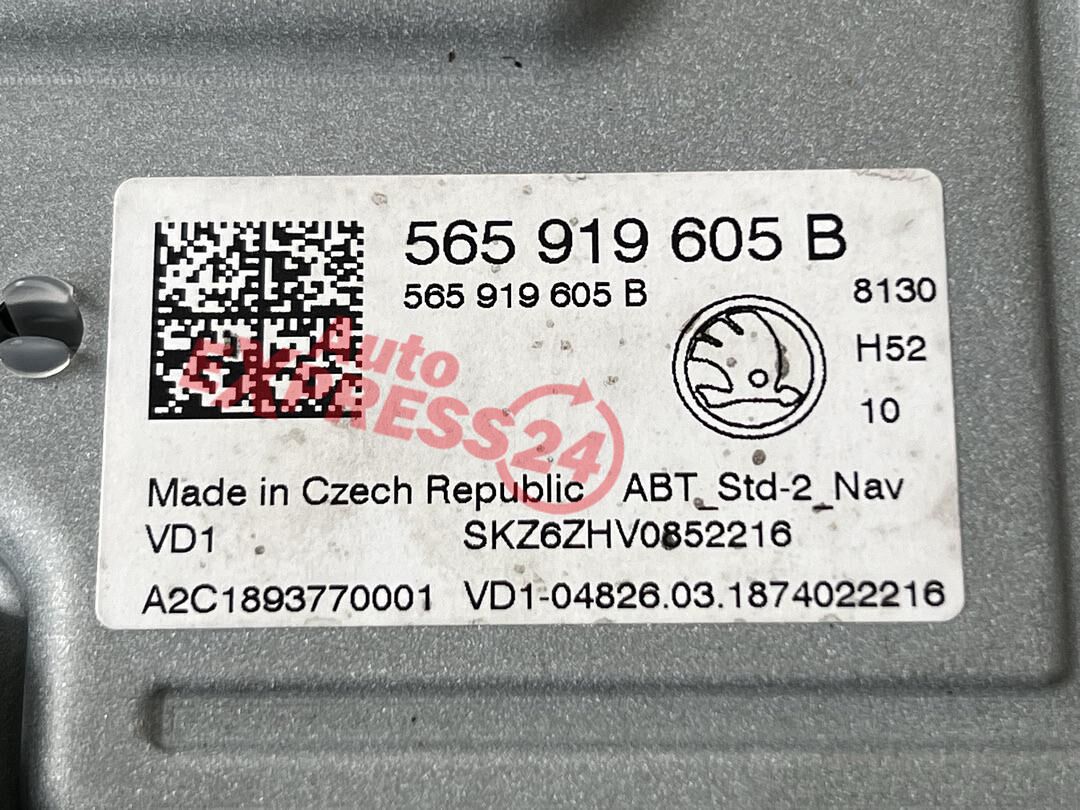 565 919 605 B
565 919 605 B
8130
H52
10
Auto
EXPRESS24
Made in Czech Republic ABT_Std-2_Nav
VD1 SKZ6ZHV0852216
A2C1893770001 VD1-04826.03.1874022216